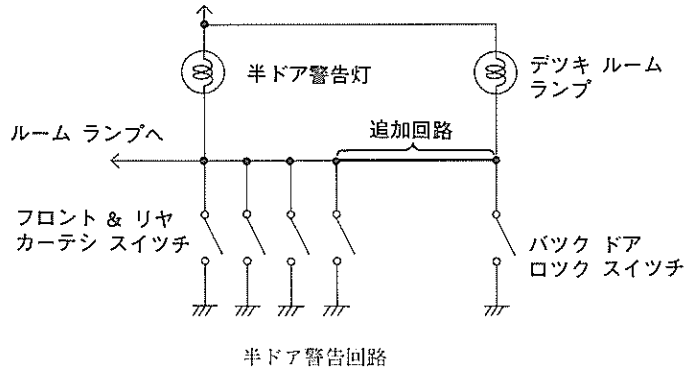 半ドア警告灯
デツキ ルーム
ランプ
ルーム ランプへ
追加回路
フロント & リヤ
カーテシ スイツチ
バツク ドア
ロツク スイツチ
半ドア警告回路